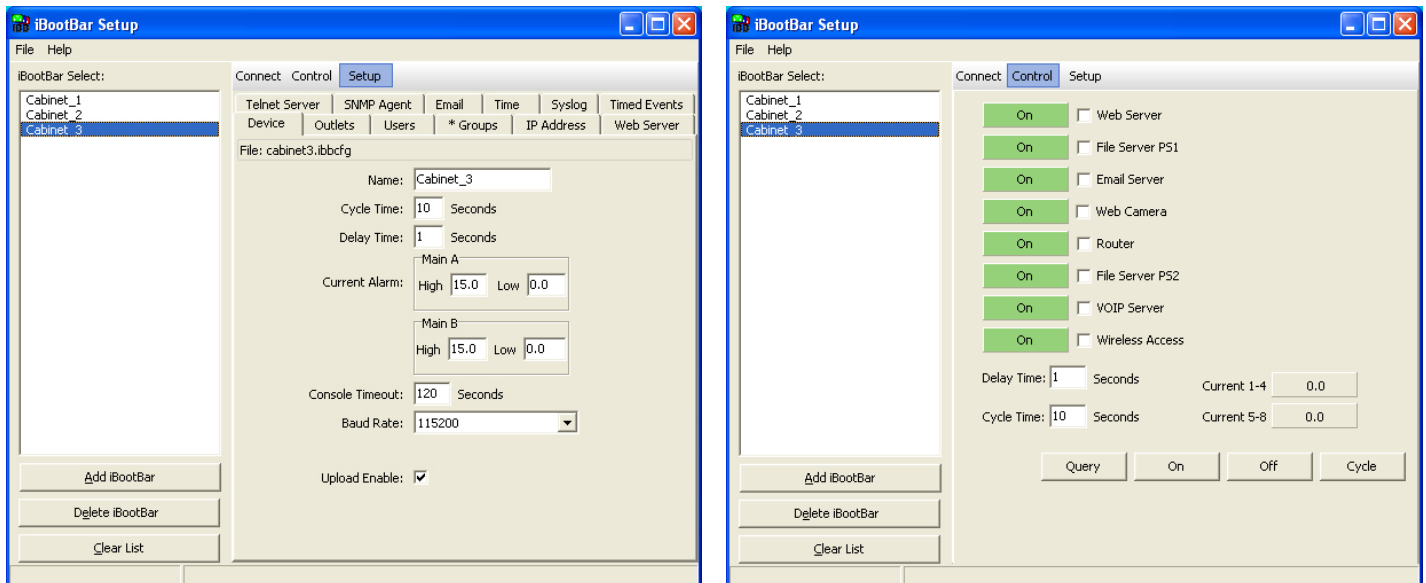 iBootBar Setup
File Help
iBootBar Select:
Cabinet_1
Cabinet_2
Cabinet_3
Add iBootBar
Delete iBootBar
Clear List
Connect Control Setup
Telnet Server SNMP Agent Email Time Syslog Timed Events
Device Outlets Users * Groups IP Address Web Server
File: cabinet3.ibbcfg
Name: Cabinet_3
Cycle Time: 10 Seconds
Delay Time: 1 Seconds
Main A
Current Alarm: High 15.0 Low 0.0
Main B
High 15.0 Low 0.0
Console Timeout: 120 Seconds
Baud Rate: 115200
Upload Enable:
iBootBar Setup
File Help
iBootBar Select:
Cabinet_1
Cabinet_2
Cabinet_3
Add iBootBar
Delete iBootBar
Clear List
Connect Control Setup
On Web Server
On File Server PS1
On Email Server
On Web Camera
On Router
On File Server PS2
On VOIP Server
On Wireless Access
Delay Time: 1 Seconds Current 1-4 0.0
Cycle Time: 10 Seconds Current 5-8 0.0
Query On Off Cycle